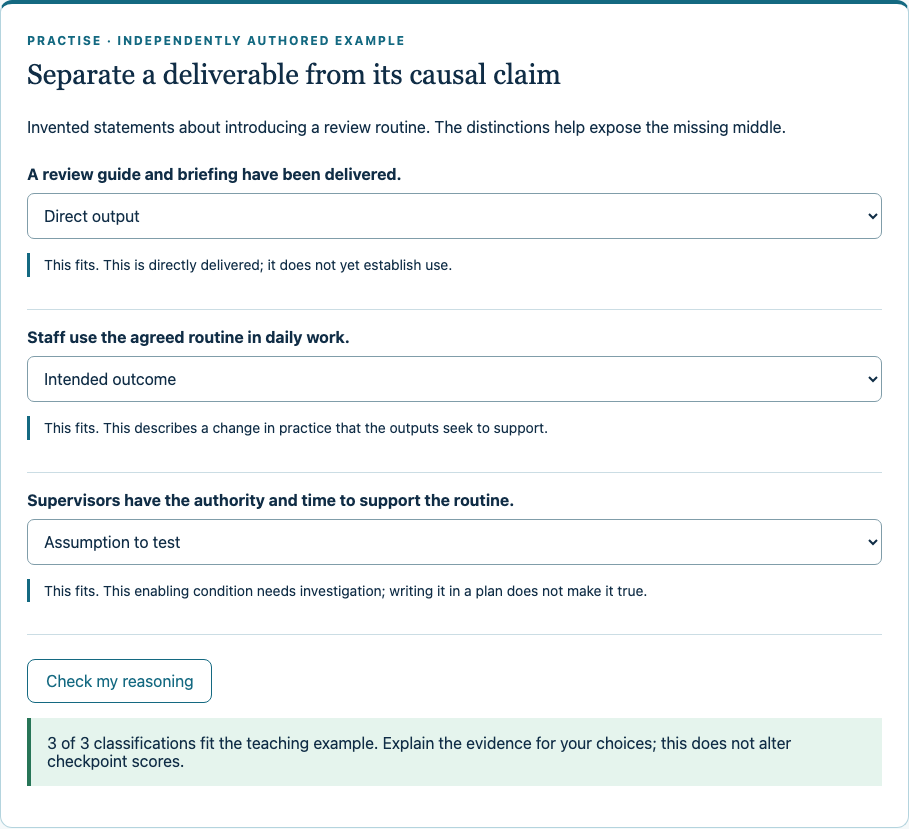 PRACTISE · INDEPENDENTLY AUTHORED EXAMPLE
Separate a deliverable from its causal claim
Invented statements about introducing a review routine. The distinctions help expose the missing middle.
A review guide and briefing have been delivered.
Direct output
This fits. This is directly delivered; it does not yet establish use.
Staff use the agreed routine in daily work.
Intended outcome
This fits. This describes a change in practice that the outputs seek to support.
Supervisors have the authority and time to support the routine.
Assumption to test
This fits. This enabling condition needs investigation; writing it in a plan does not make it true.
Check my reasoning
3 of 3 classifications fit the teaching example. Explain the evidence for your choices; this does not alter
checkpoint scores.